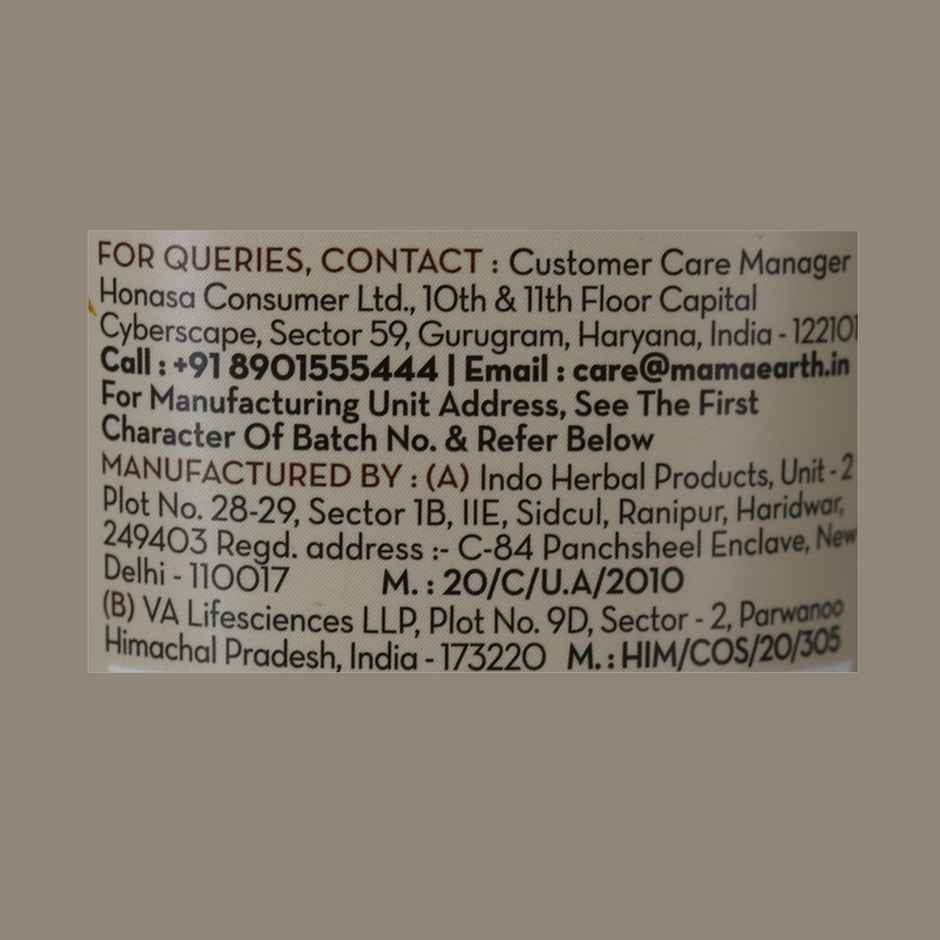 FOR QUERIES, CONTACT : Customer Care Manager
Honasa Consumer Ltd., 10th & 11th Floor Capital
Cyberscape, Sector 59, Gurugram, Haryana, India - 122101
Call : +91 8901555444 | Email : care@mamaearth.in
For Manufacturing Unit Address, See The First
Character Of Batch No. & Refer Below
MANUFACTURED BY : (A) Indo Herbal Products, Unit - 2
Plot No. 28-29, Sector 1B, IIE, Sidcul, Ranipur, Haridwar,
249403 Regd. address :- C-84 Panchsheel Enclave, New
Delhi - 110017 M. : 20/C/U.A/2010
(B) VA Lifesciences LLP, Plot No. 9D, Sector - 2, Parwanoo
Himachal Pradesh, India - 173220 M. : HIM/COS/20/305